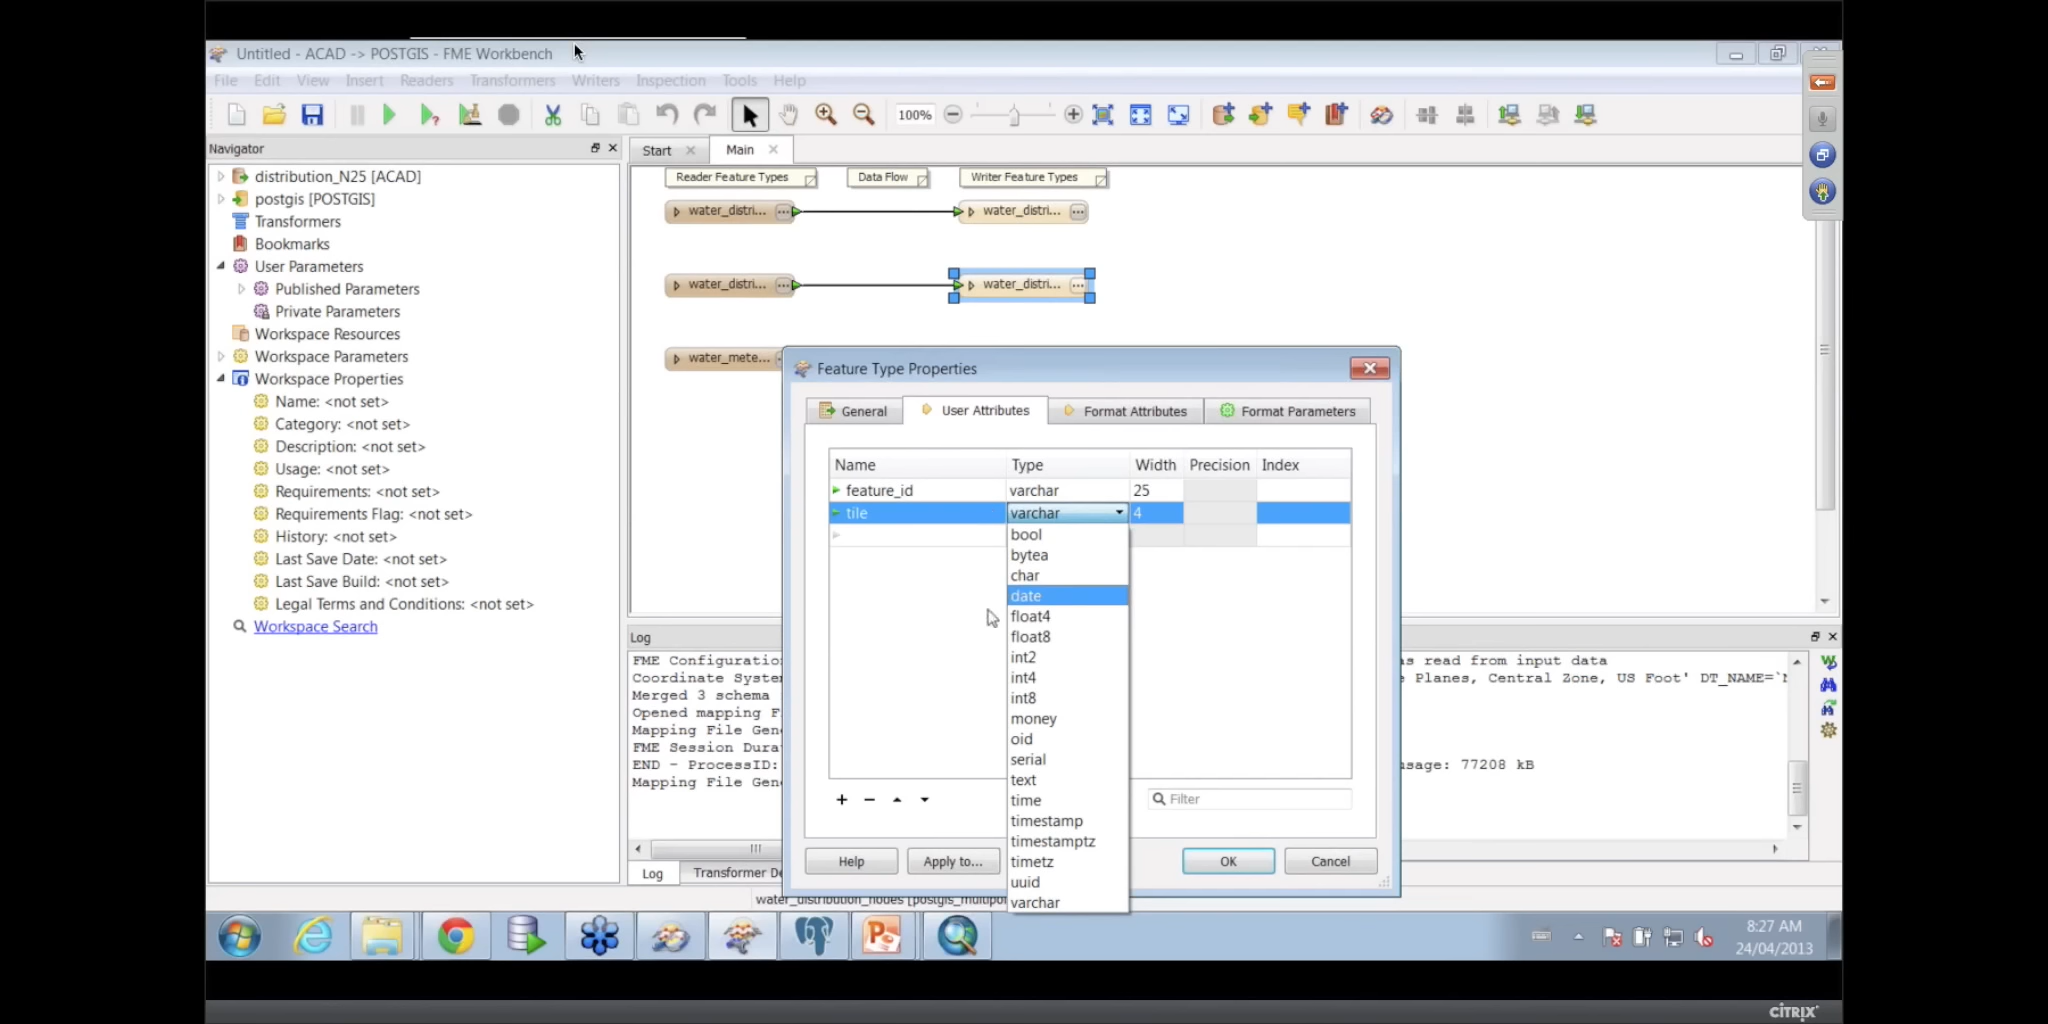 Untitled - ACAD -> POSTGIS - FME Workbench
File Edit View Insert Readers Transformers Writers Inspection Tools Help
100%
Navigator
distribution_N25 [ACAD]
postgis [POSTGIS]
Transformers
Bookmarks
User Parameters
Published Parameters
Private Parameters
Workspace Resources
Workspace Parameters
Workspace Properties
Name: <not set>
Category: <not set>
Description: <not set>
Usage: <not set>
Requirements: <not set>
Requirements Flag: <not set>
History: <not set>
Last Save Date: <not set>
Last Save Build: <not set>
Legal Terms and Conditions: <not set>
Workspace Search
Start Main
Reader Feature Types Data Flow Writer Feature Types
water_distri... water_distri...
water_distri... water_distri...
water_mete...
Feature Type Properties
General User Attributes Format Attributes Format Parameters
Name Type Width Precision Index
feature_id varchar 25
tile varchar 4
bool
bytea
char
date
float4
float8
int2
int4
int8
money
oid
serial
text
time
timestamp
timestamptz
timetz
uuid
varchar
Filter
Help Apply to... OK Cancel
Log
FME Configuratio s read from input data
Coordinate Syste Planes, Central Zone, US Foot' DT_NAME=`
Merged 3 schema
Opened mapping F
Mapping File Gen
FME Session Dura
END - ProcessID: sage: 77208 kB
Mapping File Gen
Log Transformer De
water_distribution_nodes [postgis_multipoi
8:27 AM
24/04/2013
CITRIX